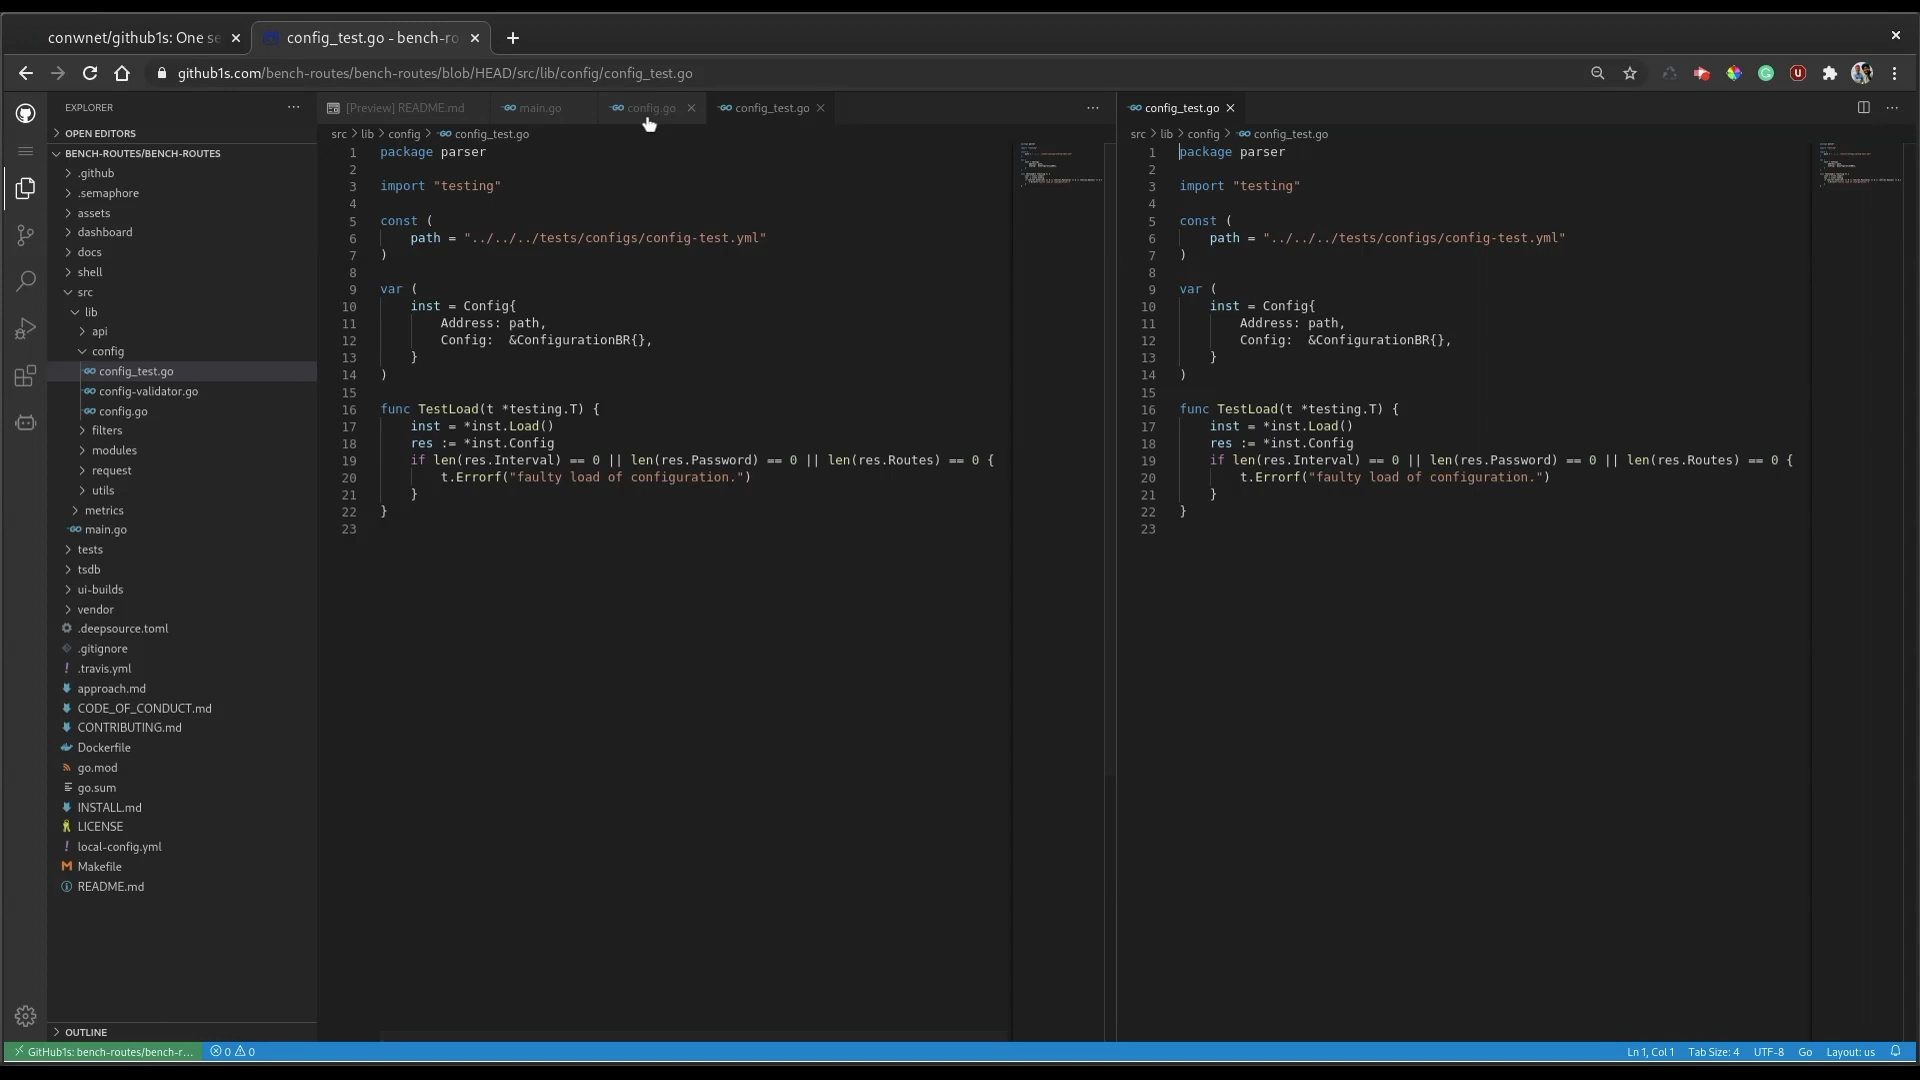 conwnet/github1s: One se
config_test.go - bench-ro
github1s.com/bench-routes/bench-routes/blob/HEAD/src/lib/config/config_test.go
EXPLORER
OPEN EDITORS
BENCH-ROUTES/BENCH-ROUTES
.github
.semaphore
assets
dashboard
docs
shell
src
lib
api
config
config_test.go
config-validator.go
config.go
filters
modules
request
utils
metrics
main.go
tests
tsdb
ui-builds
vendor
.deepsource.toml
.gitignore
.travis.yml
approach.md
CODE_OF_CONDUCT.md
CONTRIBUTING.md
Dockerfile
go.mod
go.sum
INSTALL.md
LICENSE
local-config.yml
Makefile
README.md
OUTLINE
[Preview] README.md
main.go
config.go
config_test.go
src > lib > config > config_test.go
1 package parser
2
3 import "testing"
4
5 const (
6 path = "../../../tests/configs/config-test.yml"
7 )
8
9 var (
10 inst = Config{
11 Address: path,
12 Config: &ConfigurationBR{},
13 }
14 )
15
16 func TestLoad(t *testing.T) {
17 inst = *inst.Load()
18 res := *inst.Config
19 if len(res.Interval) == 0 || len(res.Password) == 0 || len(res.Routes) == 0 {
20 t.Errorf("faulty load of configuration.")
21 }
22 }
23
config_test.go
src > lib > config > config_test.go
1 package parser
2
3 import "testing"
4
5 const (
6 path = "../../../tests/configs/config-test.yml"
7 )
8
9 var (
10 inst = Config{
11 Address: path,
12 Config: &ConfigurationBR{},
13 }
14 )
15
16 func TestLoad(t *testing.T) {
17 inst = *inst.Load()
18 res := *inst.Config
19 if len(res.Interval) == 0 || len(res.Password) == 0 || len(res.Routes) == 0 {
20 t.Errorf("faulty load of configuration.")
21 }
22 }
23
GitHub1s: bench-routes/bench-r...
0 0
Ln 1, Col 1
Tab Size: 4
UTF-8
Go
Layout: us